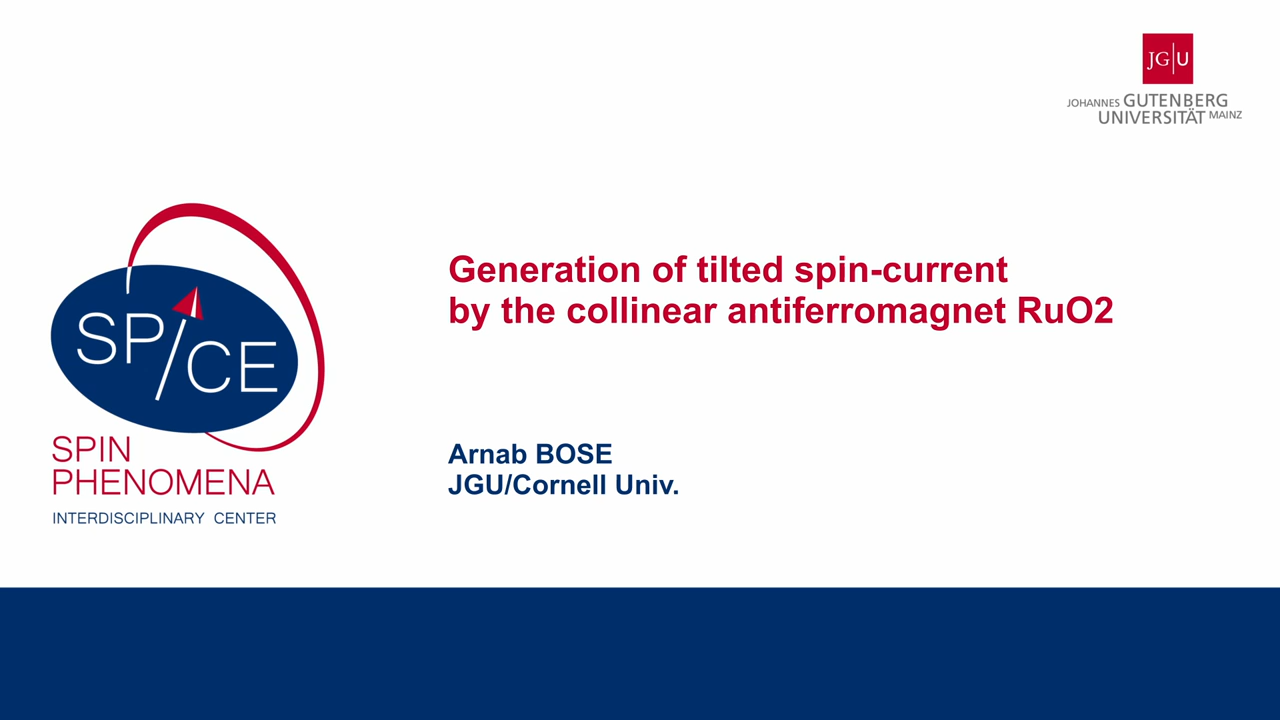 JG|U
JOHANNES GUTENBERG
UNIVERSITÄT MAINZ
SP/CE
SPIN
PHENOMENA
INTERDISCIPLINARY CENTER
Generation of tilted spin-current
by the collinear antiferromagnet RuO2
Arnab BOSE
JGU/Cornell Univ.